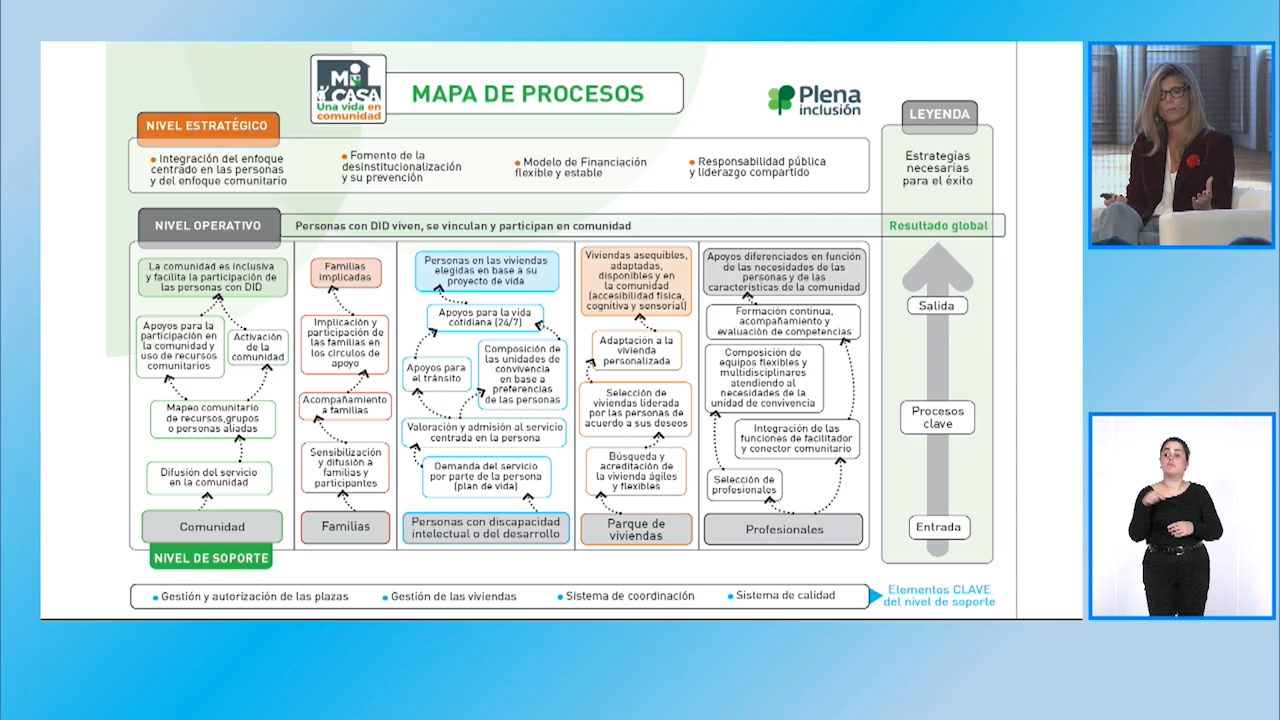 Mi
CASA
Una vida en
comunidad
MAPA DE PROCESOS
Plena
inclusión
LEYENDA
NIVEL ESTRATÉGICO
• Integración del enfoque
centrado en las personas
y del enfoque comunitario
• Fomento de la
desinstitucionalización
y su prevención
• Modelo de Financiación
flexible y estable
• Responsabilidad pública
y liderazgo compartido
Estrategias
necesarias
para el éxito
NIVEL OPERATIVO
Personas con DID viven, se vinculan y participan en comunidad
Resultado global
La comunidad es inclusiva
y facilita la participación de
las personas con DID
Apoyos para la
participación en
la comunidad y
uso de recursos
comunitarios
Activación
de la
comunidad
Mapeo comunitario
de recursos,grupos
o personas aliadas
Difusión del servicio
en la comunidad
Comunidad
Familias
implicadas
Implicación y
participación de
las familias en
los círculos de
apoyo
Acompañamiento
a familias
Sensibilización
y difusión a
familias y
participantes
Familias
Personas en las viviendas
elegidas en base a su
proyecto de vida
Apoyos para la vida
cotidiana (24/7)
Apoyos para
el tránsito
Composición de
las unidades de
convivencia
en base a
preferencias
de las personas
Valoración y admisión al servicio
centrada en la persona
Demanda del servicio
por parte de la persona
(plan de vida)
Personas con discapacidad
intelectual o del desarrollo
Viviendas asequibles,
adaptadas,
disponibles y en
la comunidad
(accesibilidad física,
cognitiva y sensorial)
Adaptación a la
vivienda
personalizada
Selección de
viviendas liderada
por las personas de
acuerdo a sus deseos
Búsqueda y
acreditación de
la vivienda ágiles
y flexibles
Parque de
viviendas
Apoyos diferenciados en función
de las necesidades de las
personas y de las
características de la comunidad
Formación continua,
acompañamiento y
evaluación de competencias
Composición de
equipos flexibles y
multidisciplinares
atendiendo al
necesidades de la
unidad de convivencia
Integración de las
funciones de facilitador
y conector comunitario
Selección de
profesionales
Profesionales
Salida
Procesos
clave
Entrada
NIVEL DE SOPORTE
• Gestión y autorización de las plazas
• Gestión de las viviendas
• Sistema de coordinación
• Sistema de calidad
Elementos CLAVE
del nivel de soporte